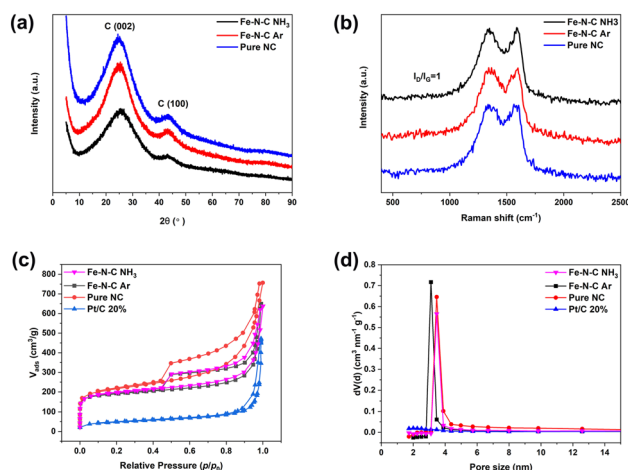 (a)
Fe-N-C NH₃
Fe-N-C Ar
Pure NC
C (002)
C (100)
Intensity (a.u.)
0 10 20 30 40 50 60 70 80 90
2θ (°)
(b)
Fe-N-C NH3
Fe-N-C Ar
Pure NC
I_D/I_G=1
Intensity (a.u.)
500 1000 1500 2000 2500
Raman shift (cm⁻¹)
(c)
Fe-N-C NH₃
Fe-N-C Ar
Pure NC
Pt/C 20%
V_ads (cm³/g)
800
700
600
500
400
300
200
100
0
0.0 0.2 0.4 0.6 0.8 1.0
Relative Pressure (p/p₀)
(d)
Fe-N-C NH₃
Fe-N-C Ar
Pure NC
Pt/C 20%
dV(d) (cm³ nm⁻¹ g⁻¹)
0.8
0.7
0.6
0.5
0.4
0.3
0.2
0.1
0.0
0 2 4 6 8 10 12 14
Pore size (nm)